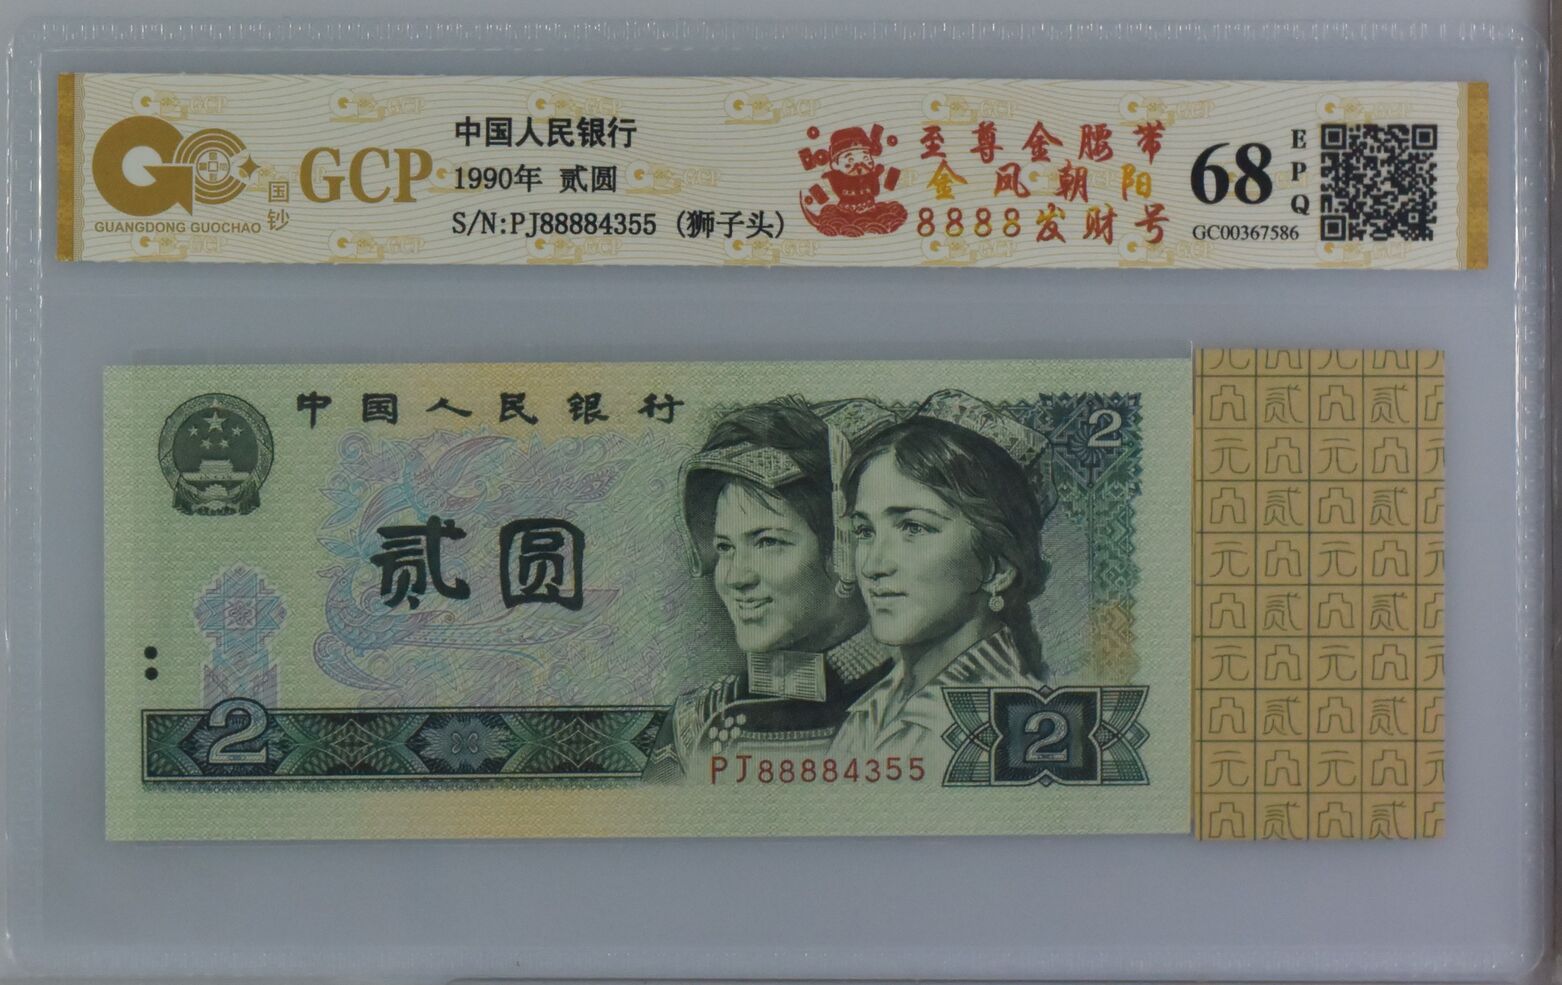 GCP
GUANGDONG GUOCHAO
国钞
中国人民银行
1990年 贰圆
S/N:PJ88884355 (狮子头)
至尊金腰带
金凤朝阳
8888发财号
68
EPQ
GC00367586
中国人民银行
2
贰圆
2
PJ88884355
2